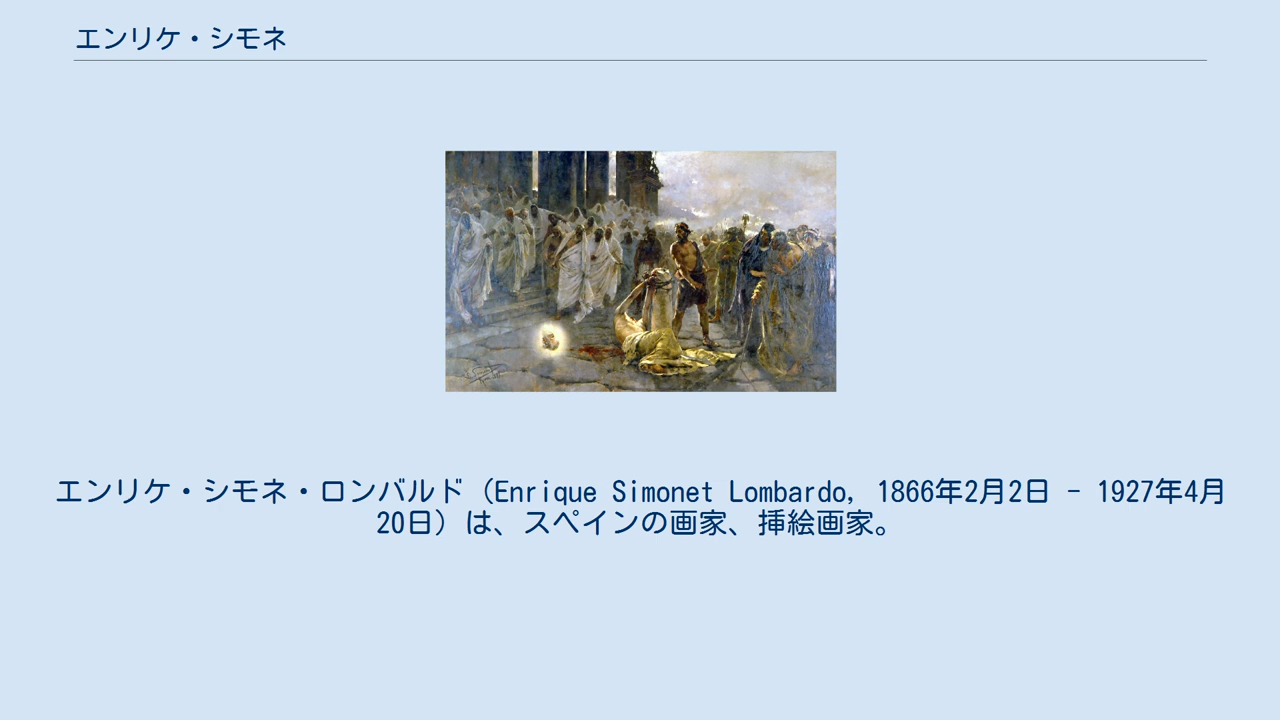 エンリケ・シモネ
エンリケ・シモネ・ロンバルド（Enrique Simonet Lombardo, 1866年2月2日 - 1927年4月
20日）は、スペインの画家、挿絵画家。